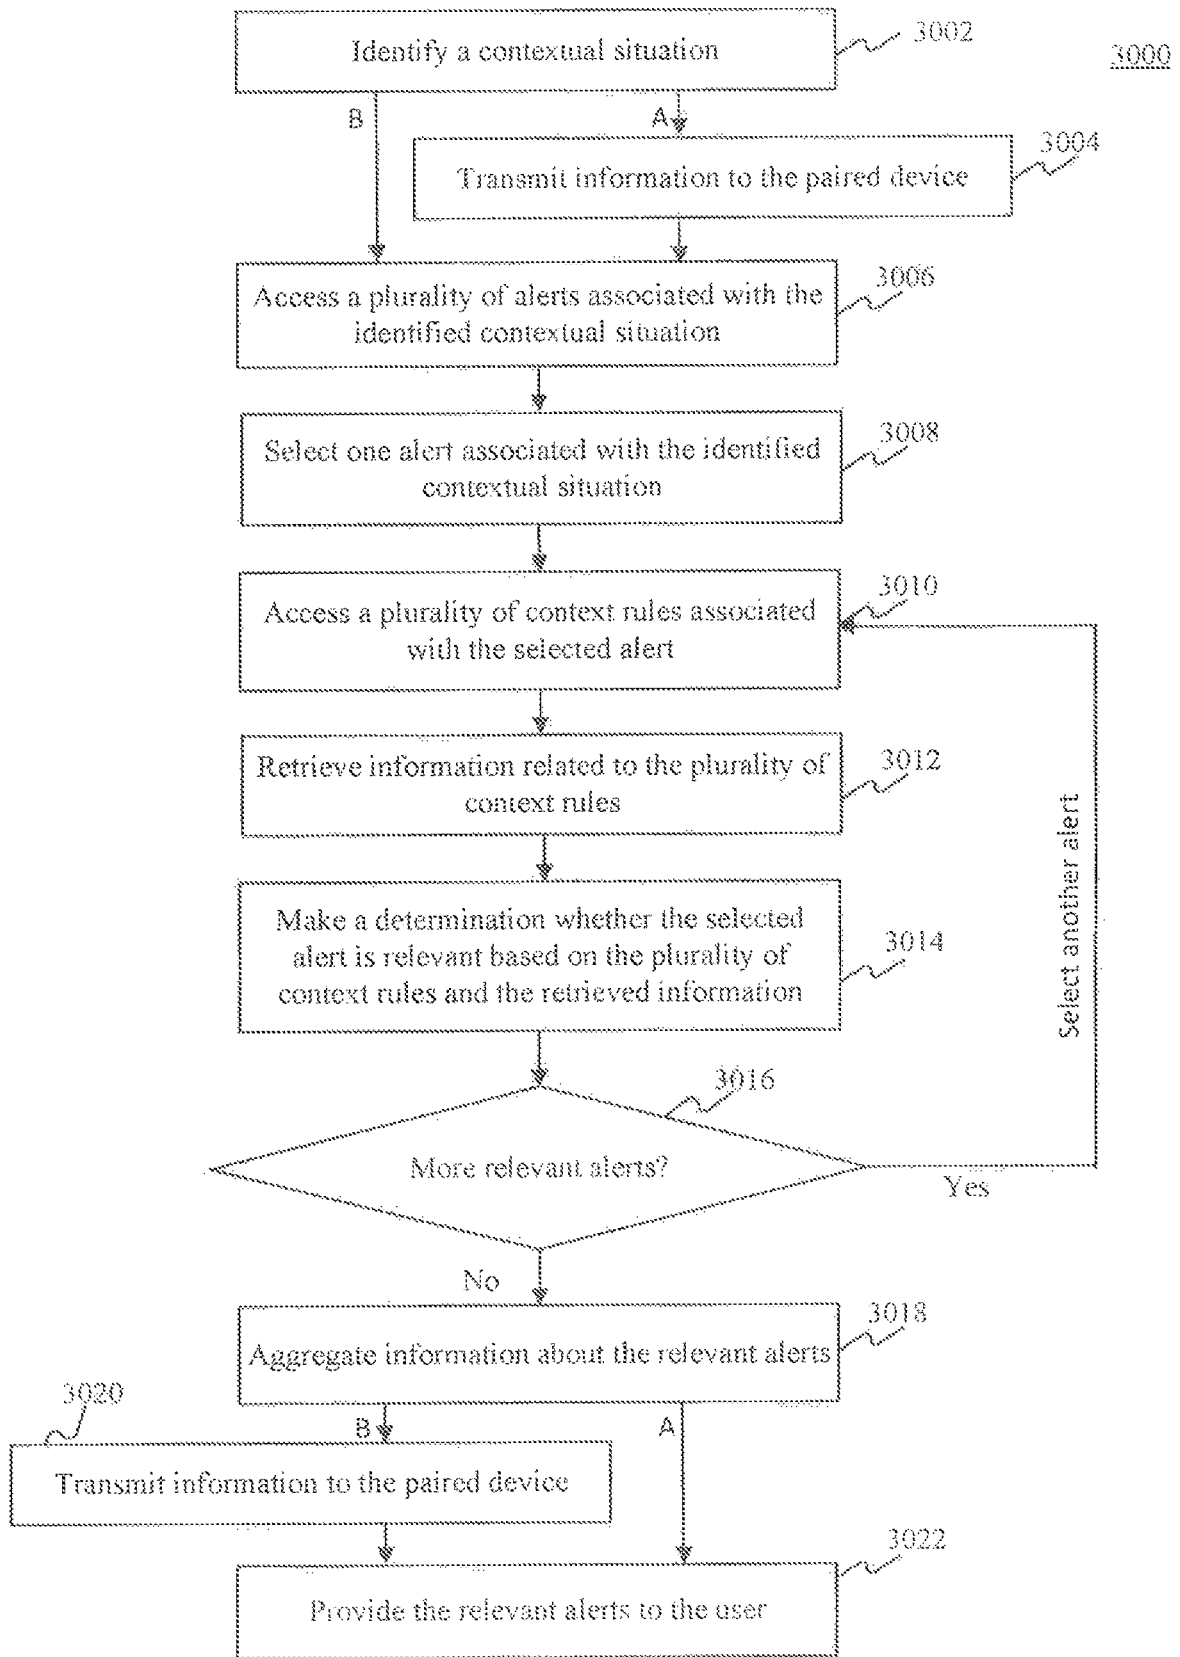 Identify a contextual situation
3002
3000
B
A
3004
Transmit information to the paired device
3006
Access a plurality of alerts associated with the
identified contextual situation
3008
Select one alert associated with the identified
contextual situation
3010
Access a plurality of context rules associated
with the selected alert
3012
Retrieve information related to the plurality of
context rules
Select another alert
Make a determination whether the selected
alert is relevant based on the plurality of
context rules and the retrieved information
3014
3016
More relevant alerts?
Yes
No
3018
Aggregate information about the relevant alerts
3020
B
A
Transmit information to the paired device
3022
Provide the relevant alerts to the user